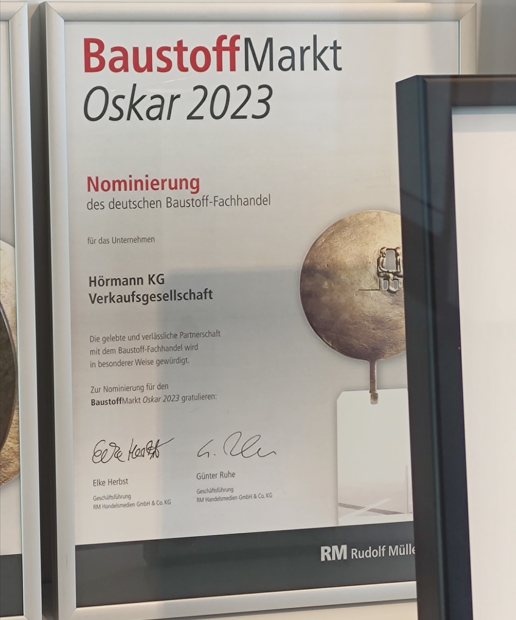 BaustoffMarkt
Oskar 2023
Nominierung
des deutschen Baustoff-Fachhandel
für das Unternehmen
Hörmann KG
Verkaufsgesellschaft
Die gelebte und verlässliche Partnerschaft
mit dem Baustoff-Fachhandel wird
in besonderer Weise gewürdigt.
Zur Nominierung für den
BaustoffMarkt Oskar 2023 gratulieren:
Elke Herbst
Geschäftsführung
RM Handelsmedien GmbH & Co. KG
Günter Ruhe
Geschäftsführung
RM Handelsmedien GmbH & Co. KG
RM Rudolf Mülle